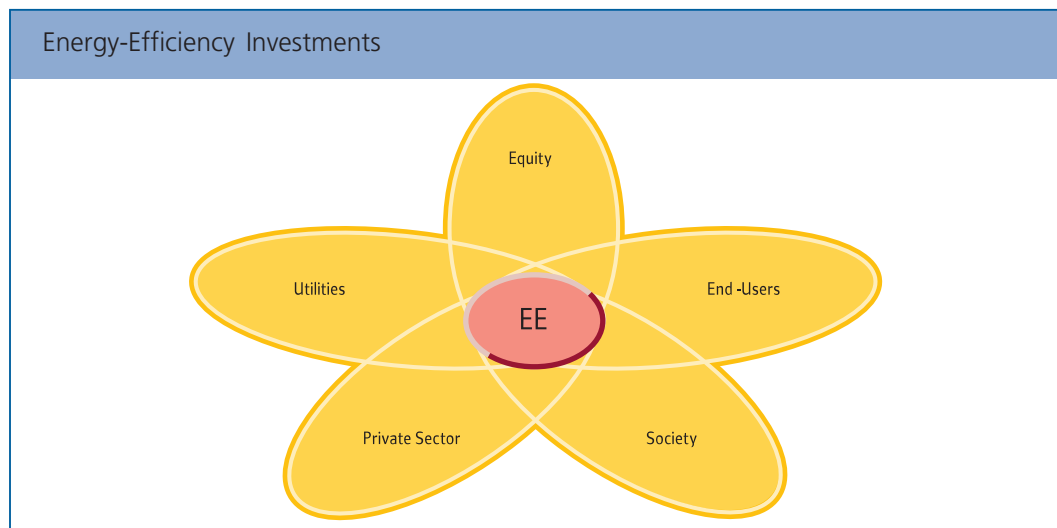 Energy-Efficiency Investments
Equity
Utilities
End -Users
EE
Private Sector
Society